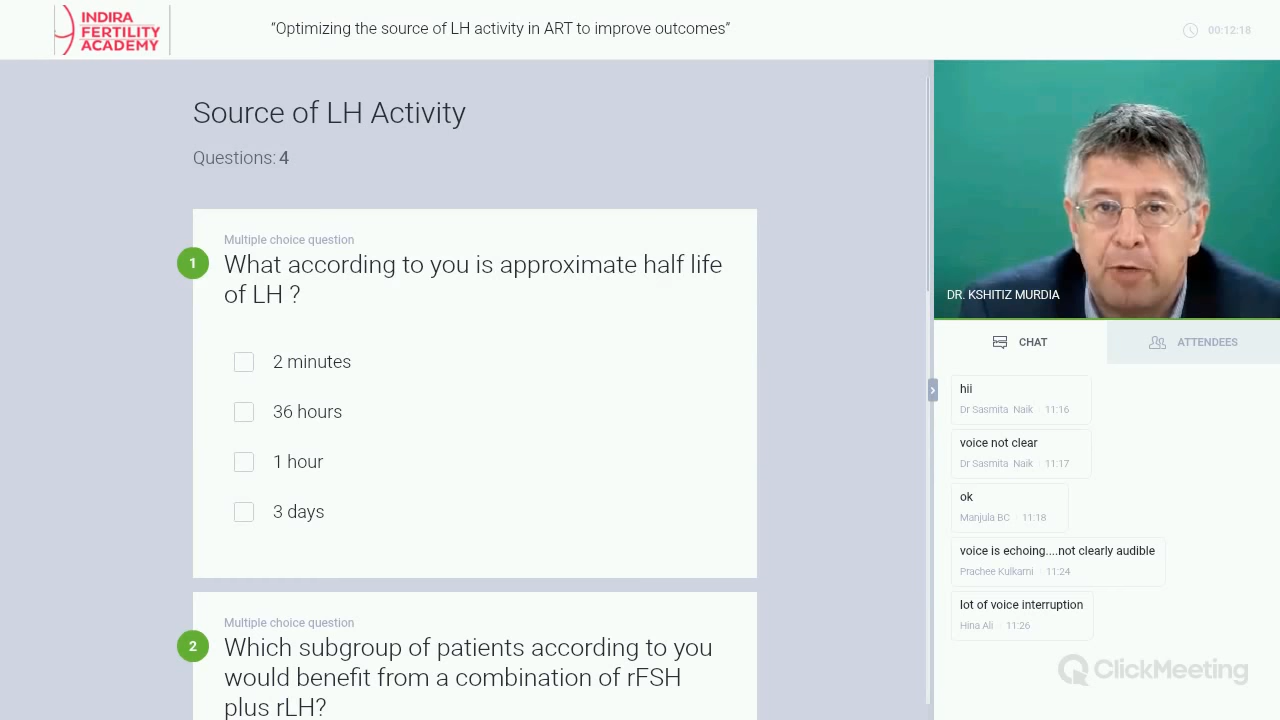 INDIRA
FERTILITY
ACADEMY
“Optimizing the source of LH activity in ART to improve outcomes”
00:12:18
Source of LH Activity
Questions: 4
Multiple choice question
1
What according to you is approximate half life
of LH ?
2 minutes
36 hours
1 hour
3 days
Multiple choice question
2
Which subgroup of patients according to you
would benefit from a combination of rFSH
plus rLH?
DR. KSHITIZ MURDIA
CHAT
ATTENDEES
hii
Dr Sasmita Naik 11:16
voice not clear
Dr Sasmita Naik 11:17
ok
Manjula BC 11:18
voice is echoing....not clearly audible
Prachee Kulkarni 11:24
lot of voice interruption
Hina Ali 11:26
ClickMeeting